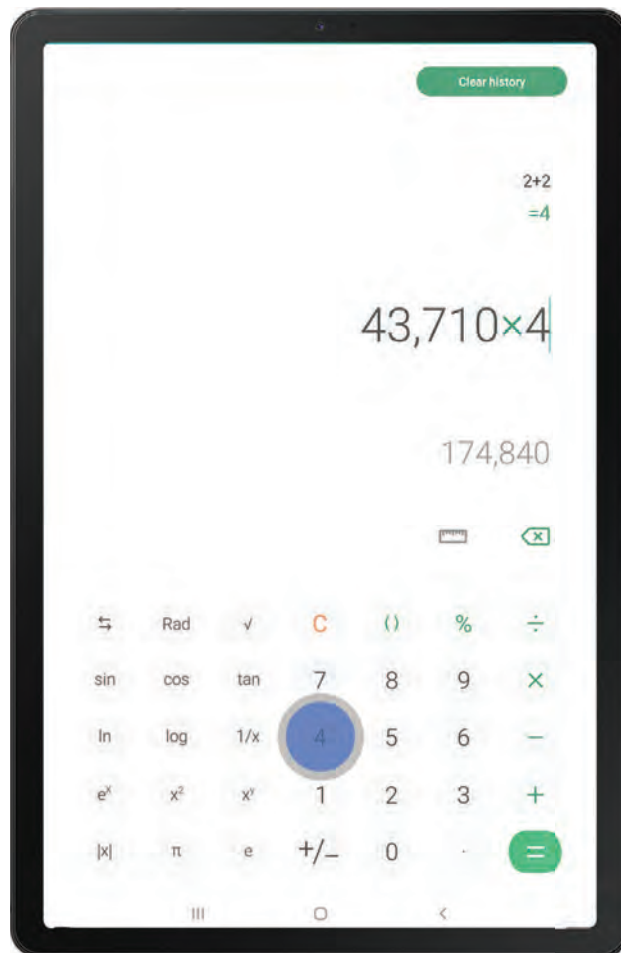 Clear history
2+2
=4
43,710×4
174,840
Rad √ C () % ÷
sin cos tan 7 8 9 ×
ln log 1/x 4 5 6 −
eˣ x² xʸ 1 2 3 +
|x| π e +/− 0 . =